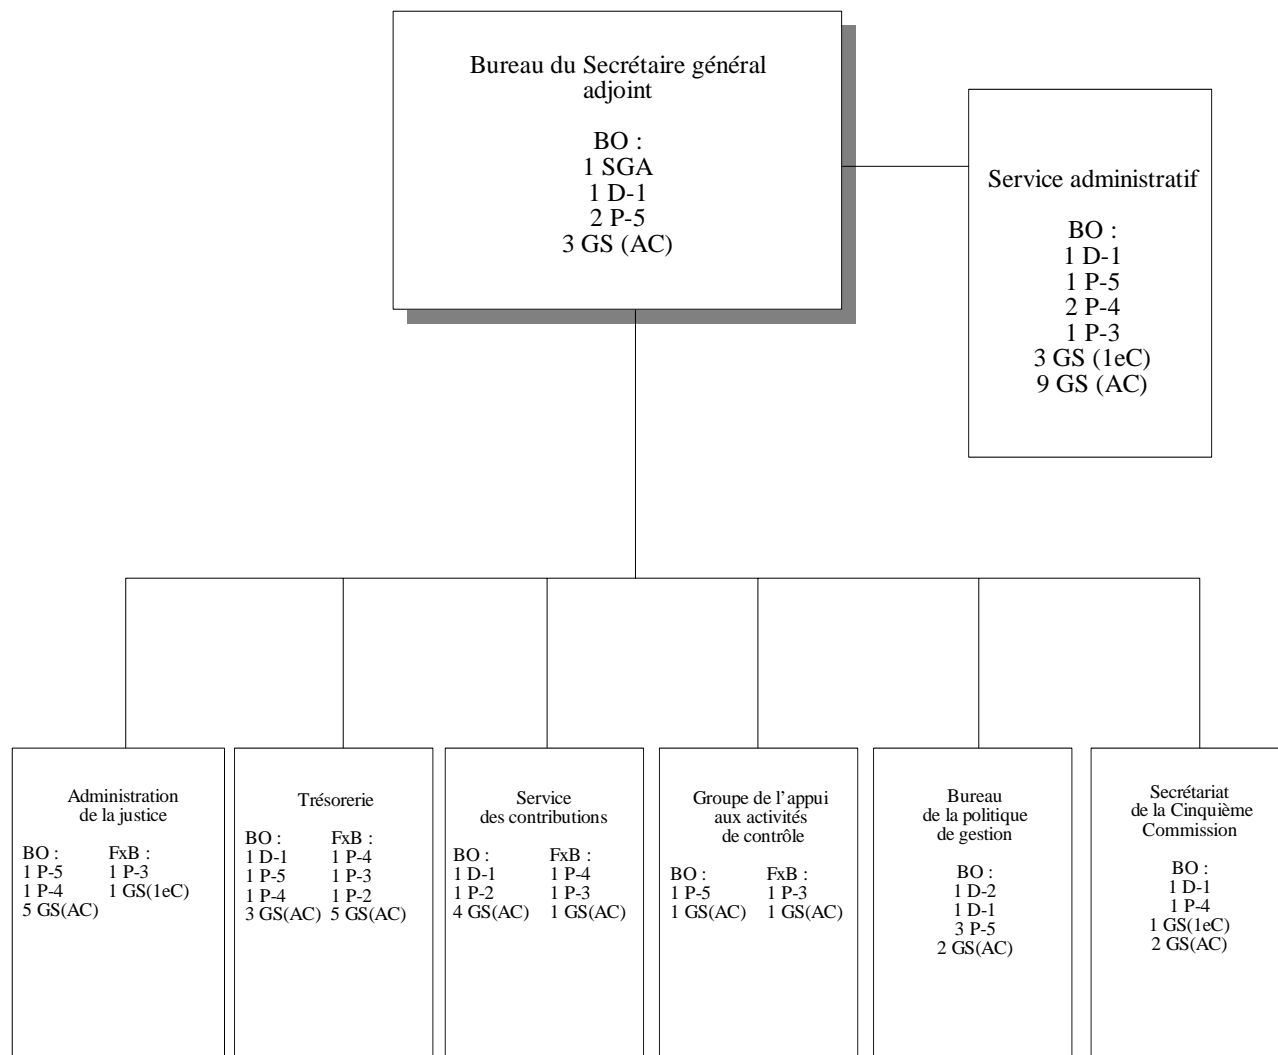 Bureau du Secrétaire général
adjoint
BO :
1 SGA
1 D-1
2 P-5
3 GS (AC)
Service administratif
BO :
1 D-1
1 P-5
2 P-4
1 P-3
3 GS (1eC)
9 GS (AC)
Administration
de la justice
BO :
1 P-5
1 P-4
5 GS(AC)
FxB :
1 P-3
1 GS(1eC)
Trésorerie
BO :
1 D-1
1 P-5
1 P-4
3 GS(AC)
FxB :
1 P-4
1 P-3
1 P-2
5 GS(AC)
Service
des contributions
BO :
1 D-1
1 P-2
4 GS(AC)
FxB :
1 P-4
1 P-3
1 GS(AC)
Groupe de l’appui
aux activités
de contrôle
BO :
1 P-5
1 GS(AC)
FxB :
1 P-3
1 GS(AC)
Bureau
de la politique
de gestion
BO :
1 D-2
1 D-1
3 P-5
2 GS(AC)
Secrétariat
de la Cinquième
Commission
BO :
1 D-1
1 P-4
1 GS(1eC)
2 GS(AC)